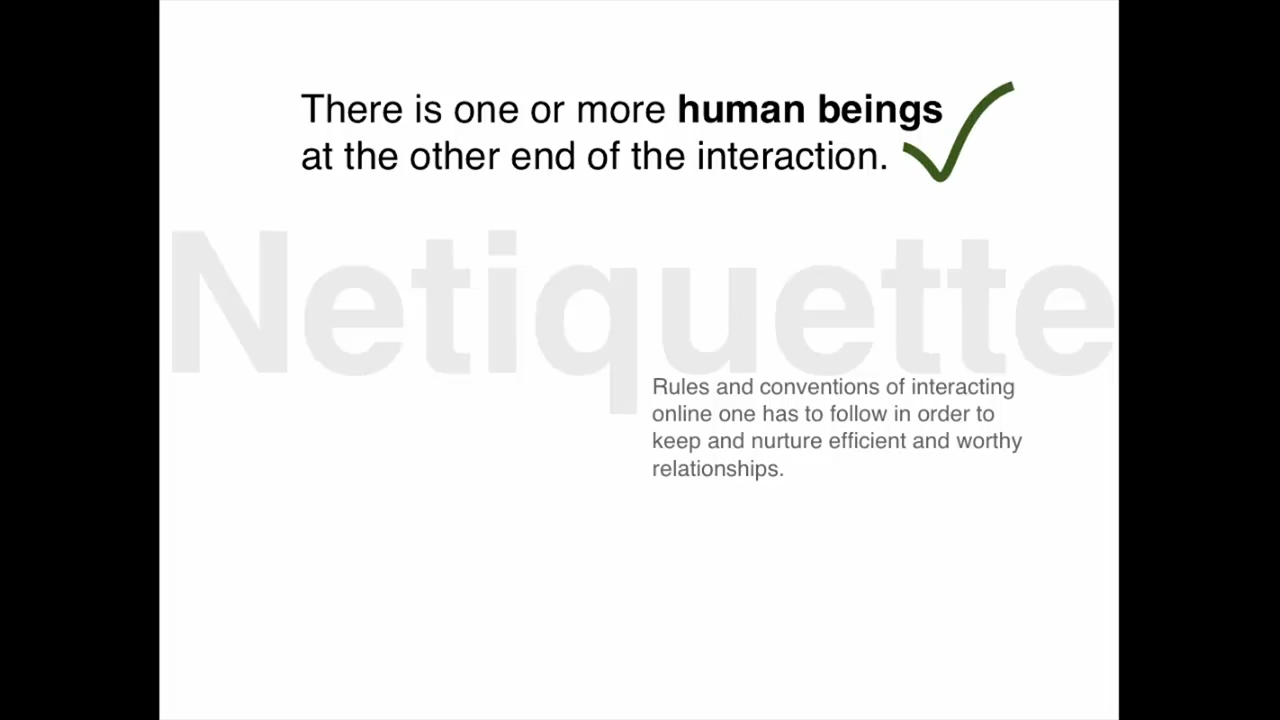 There is one or more human beings
at the other end of the interaction.
Netiquette
Rules and conventions of interacting
online one has to follow in order to
keep and nurture efficient and worthy
relationships.